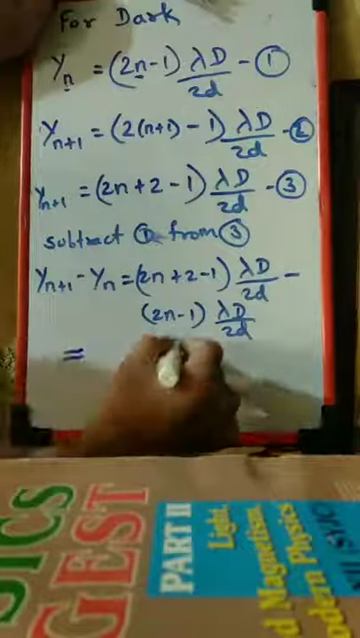 For Dark
Yₙ = (2n-1) λD/2d - ①
Yₙ₊₁ = (2(n+1) - 1) λD/2d - ②
Yₙ₊₁ = (2n + 2 - 1) λD/2d - ③
subtract ① from ③
Yₙ₊₁ - Yₙ = (2n + 2 - 1) λD/2d -
(2n - 1) λD/2d
=
PART II
Light,
Magnetism
Modern Physics
GEST